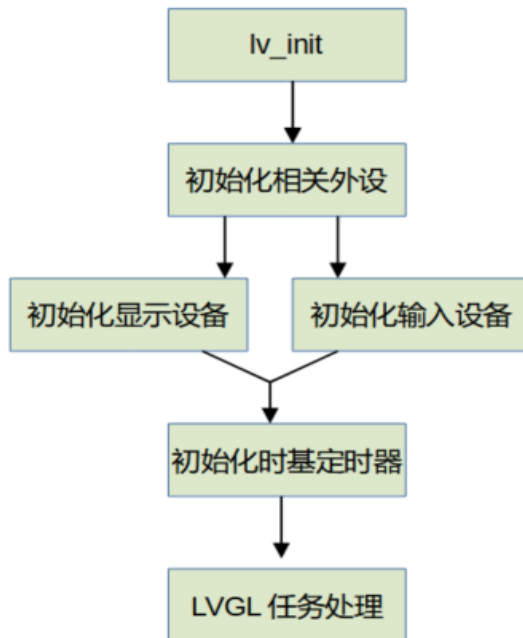 lv_init
初始化相关外设
初始化显示设备
初始化输入设备
初始化时基定时器
LVGL 任务处理